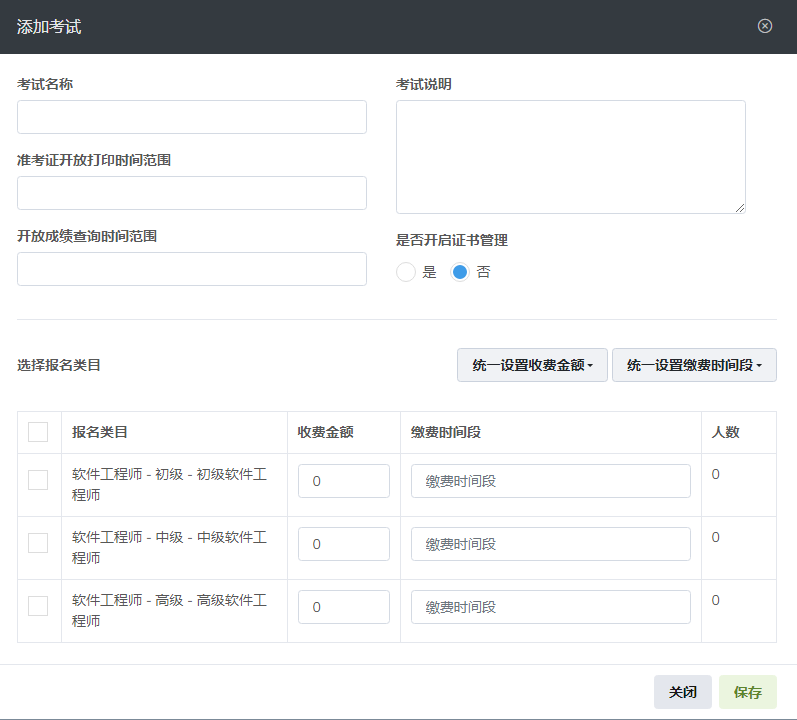 添加考试
考试名称
考试说明
准考证开放打印时间范围
开放成绩查询时间范围
是否开启证书管理
是 否
选择报名类目
统一设置收费金额 统一设置缴费时间段
报名类目 收费金额 缴费时间段 人数
软件工程师 - 初级 - 初级软件工
程师
0 缴费时间段 0
软件工程师 - 中级 - 中级软件工
程师
0 缴费时间段 0
软件工程师 - 高级 - 高级软件工
程师
0 缴费时间段 0
关闭 保存